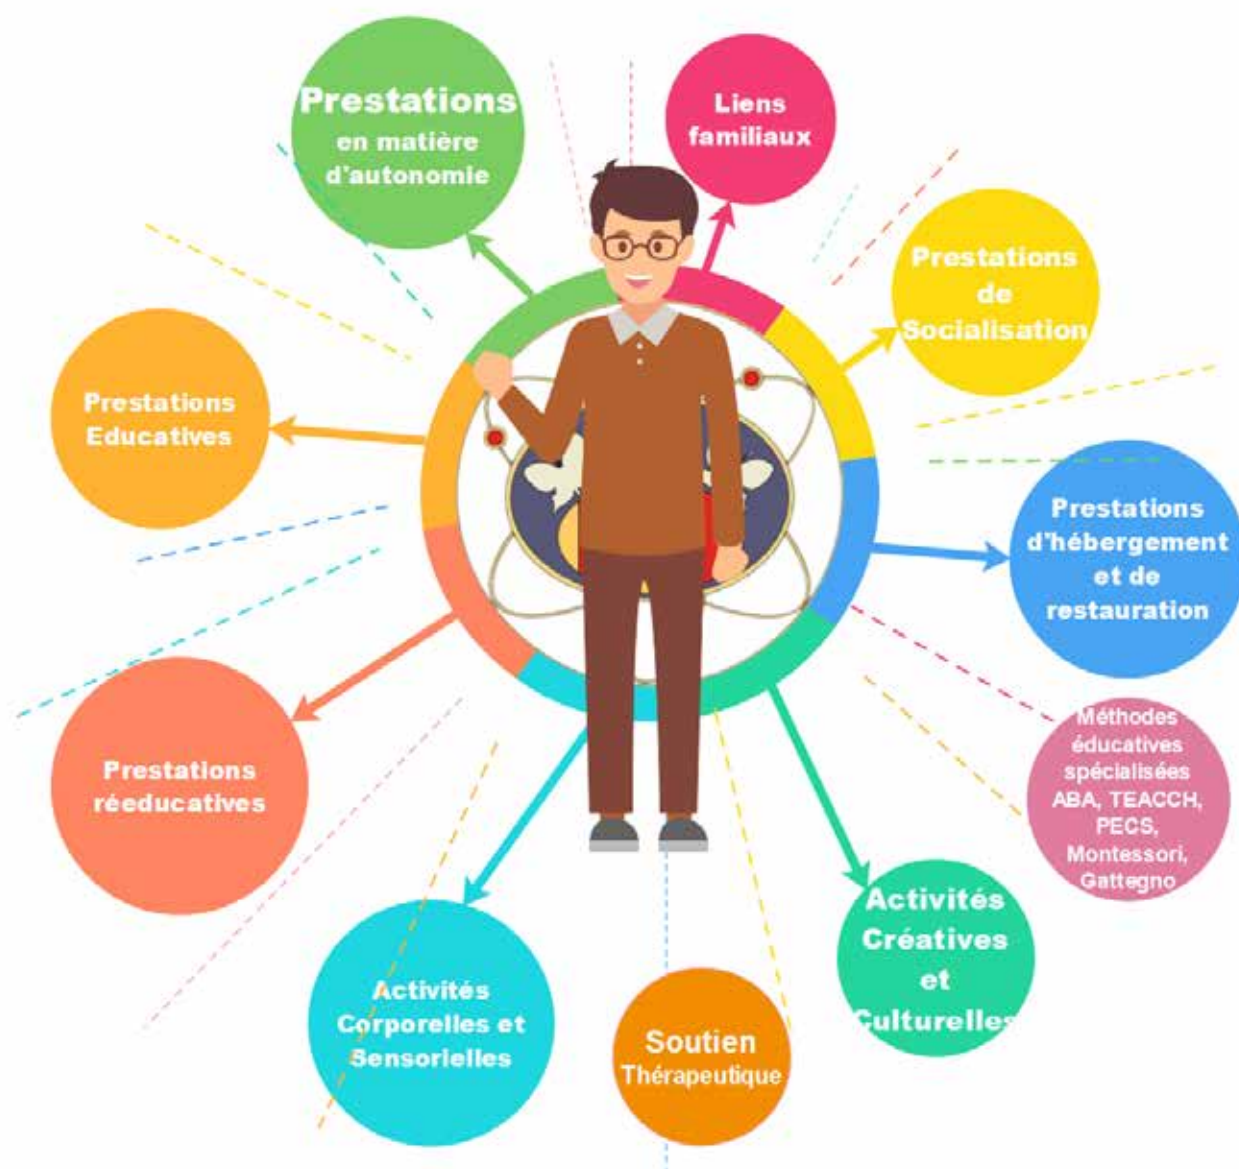 Prestations
en matière
d'autonomie
Liens
familiaux
Prestations
de
Socialisation
Prestations
Educatives
Prestations
d'hébergement
et de
restauration
Prestations
réeducatives
Méthodes
éducatives
spécialisées
ABA, TEACCH,
PECS,
Montessori,
Gattegno
Activités
Créatives
et
Culturelles
Activités
Corporelles et
Sensorielles
Soutien
Thérapeutique